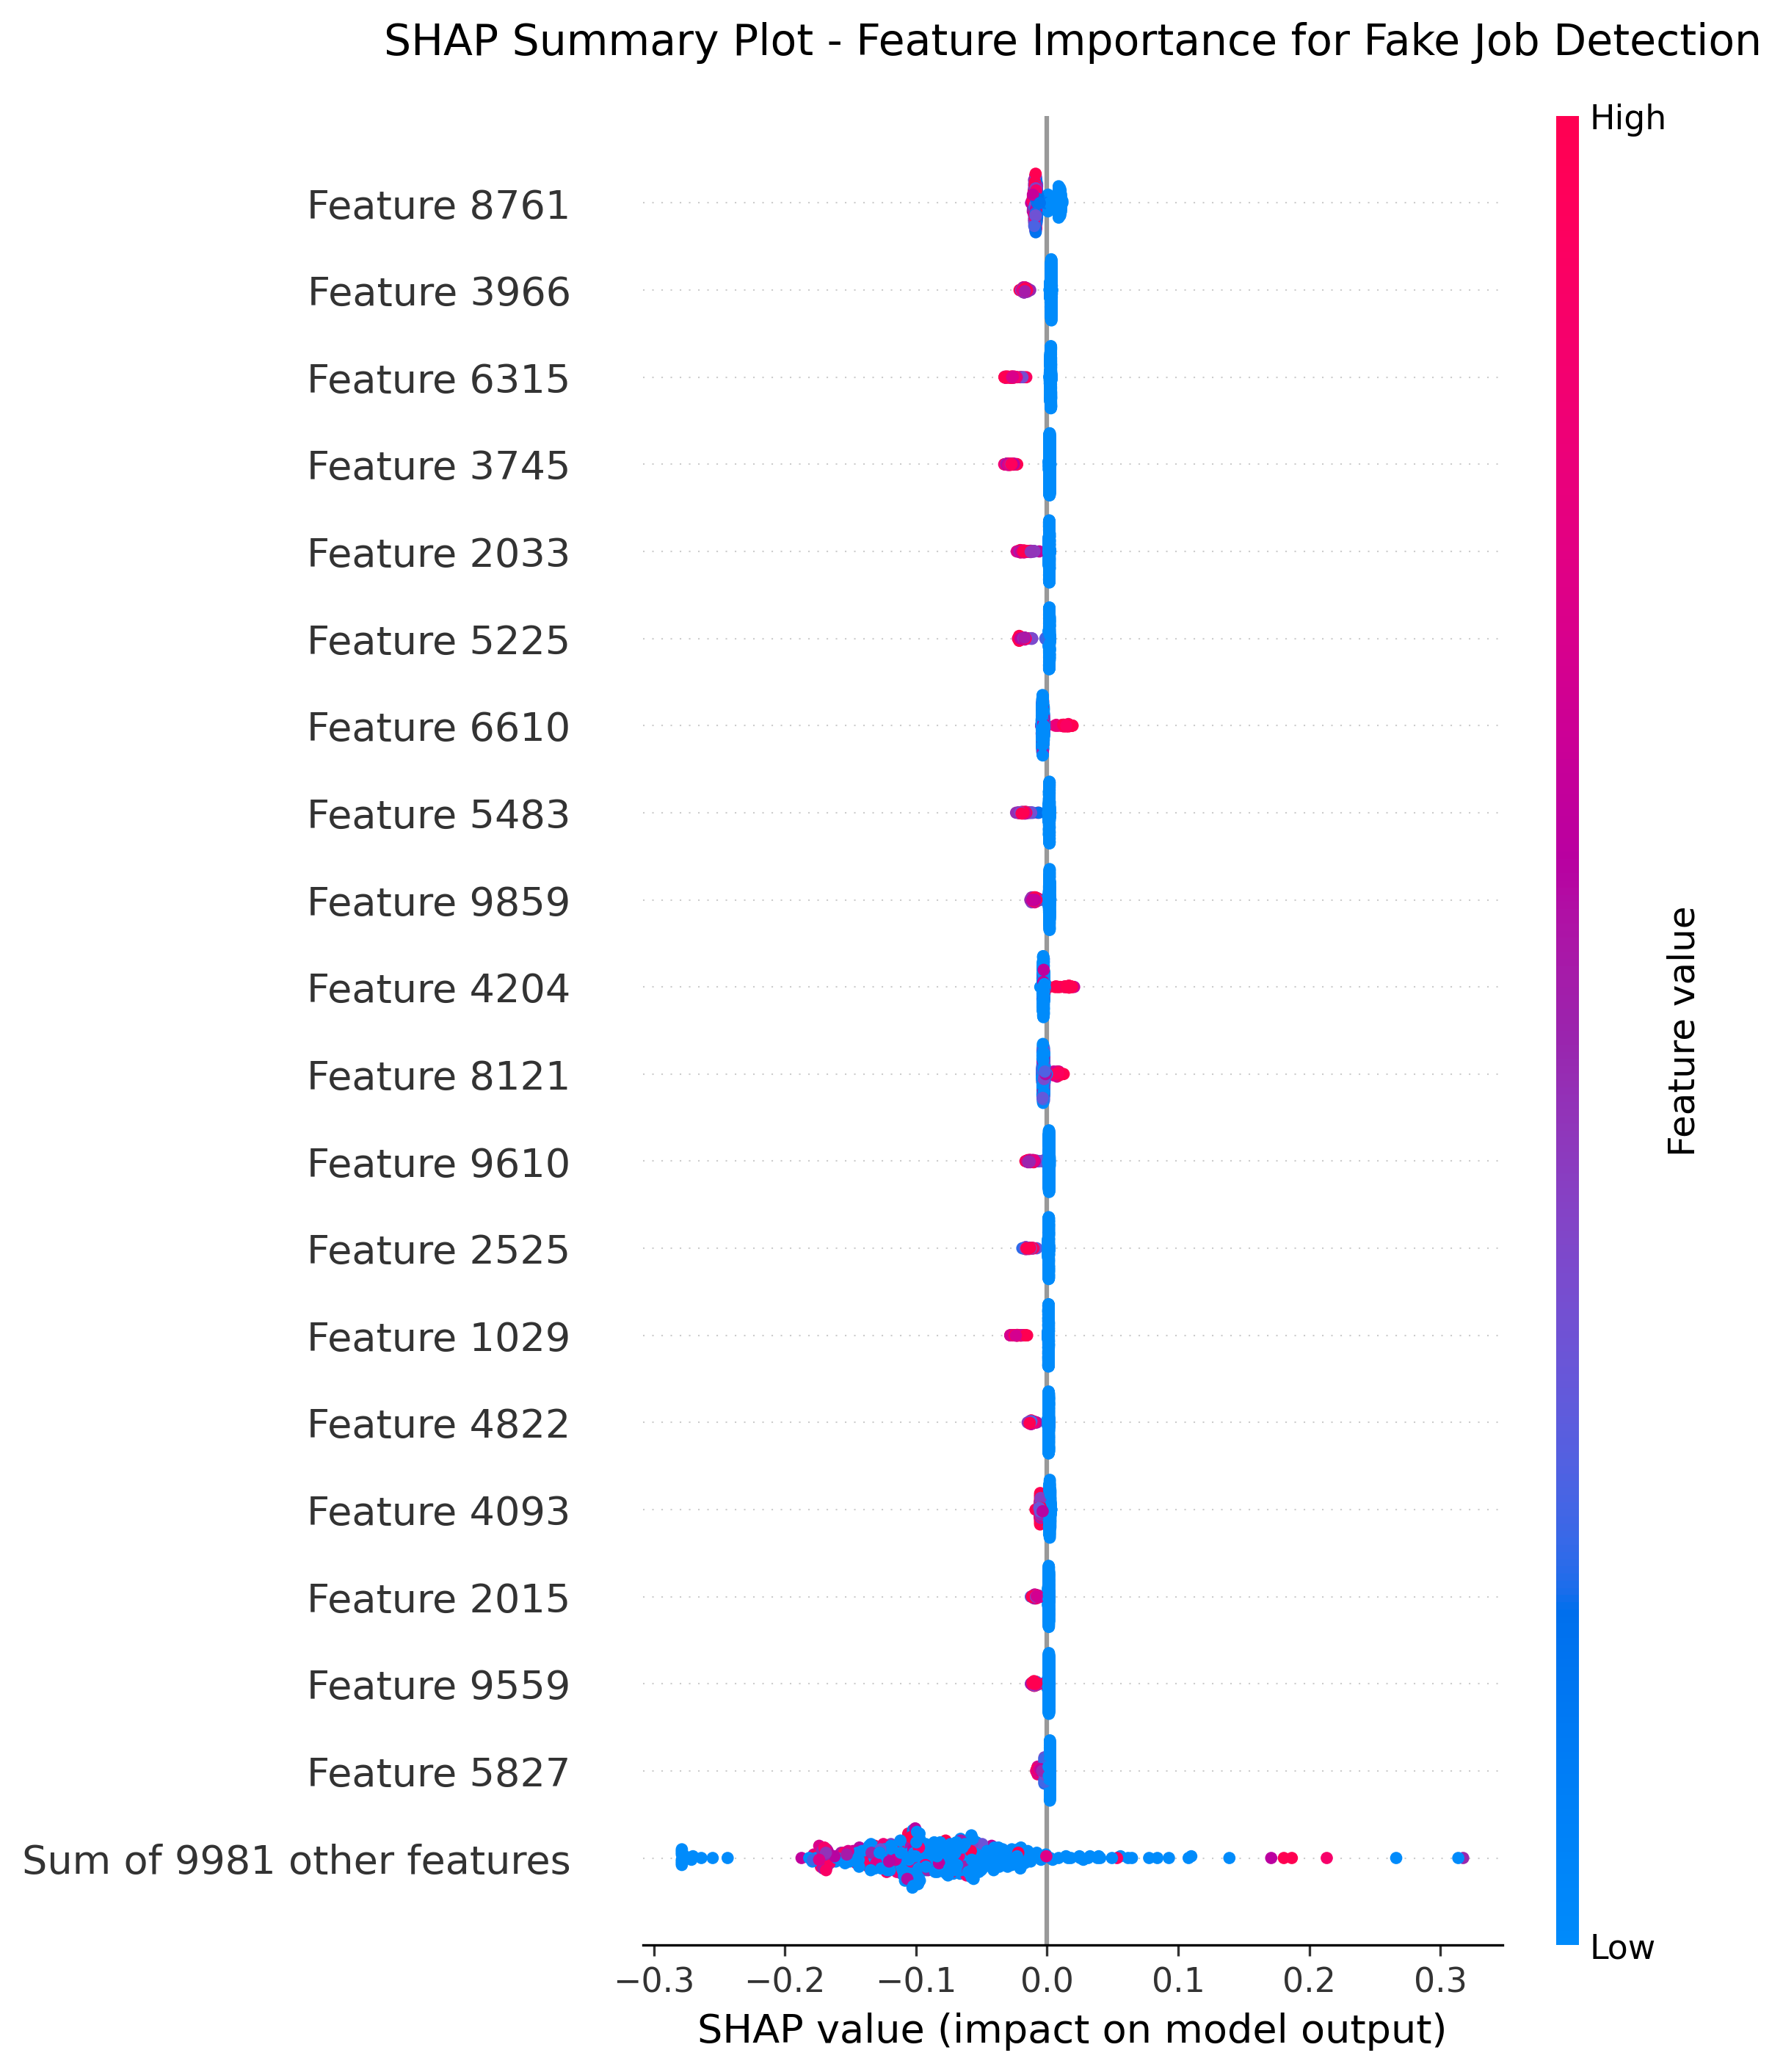 SHAP Summary Plot - Feature Importance for Fake Job Detection
High
Feature 8761
Feature 3966
Feature 6315
Feature 3745
Feature 2033
Feature 5225
Feature 6610
Feature 5483
Feature 9859
Feature 4204
Feature 8121
Feature 9610
Feature 2525
Feature 1029
Feature 4822
Feature 4093
Feature 2015
Feature 9559
Feature 5827
Sum of 9981 other features
Feature value
Low
−0.3 −0.2 −0.1 0.0 0.1 0.2 0.3
SHAP value (impact on model output)